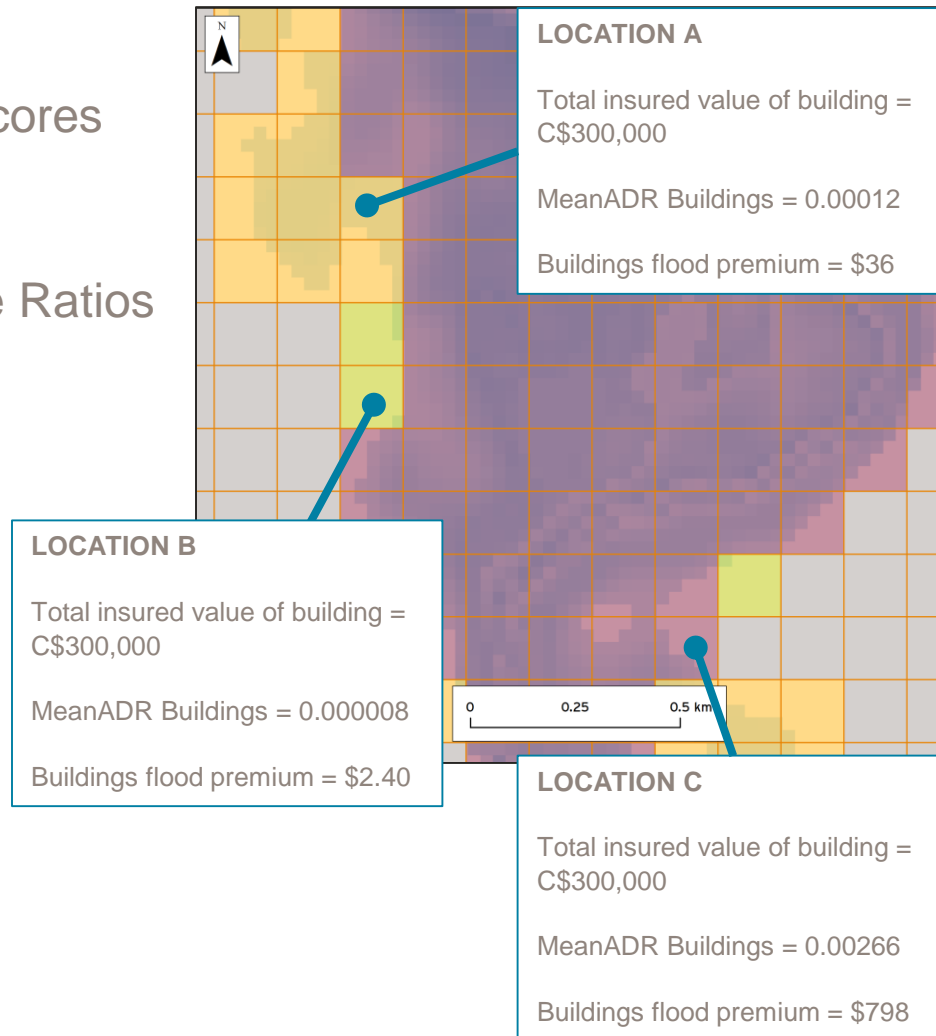 cores
e Ratios
N
LOCATION A
Total insured value of building =
C$300,000
MeanADR Buildings = 0.00012
Buildings flood premium = $36
LOCATION B
Total insured value of building =
C$300,000
MeanADR Buildings = 0.000008
Buildings flood premium = $2.40
0 0.25 0.5 km
LOCATION C
Total insured value of building =
C$300,000
MeanADR Buildings = 0.00266
Buildings flood premium = $798